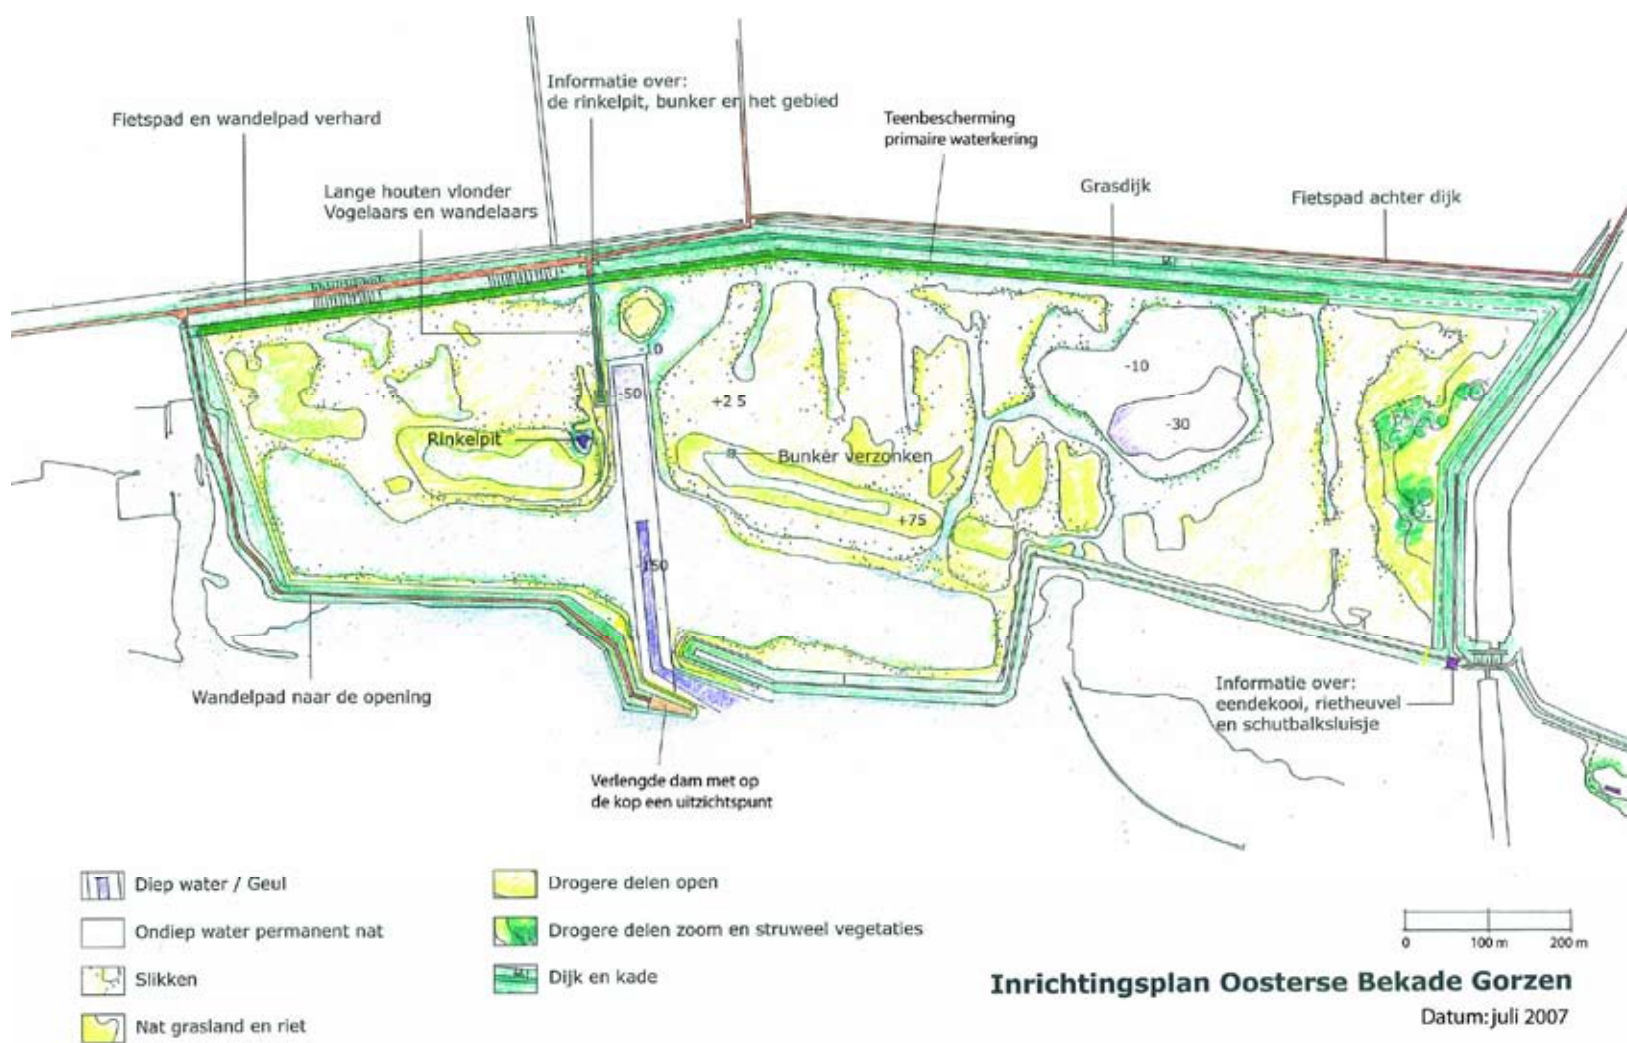 Informatie over:
de rinkelpit, bunker en het gebied
Fietspad en wandelpad verhard
Teenbescherming
primaire waterkering
Lange houten vlonder
Vogelaars en wandelaars
Grasdijk
Fietspad achter dijk
10
-50
-10
+2 5
-30
Rinkelpit
Bunker verzonken
+75
-150
Wandelpad naar de opening
Informatie over:
eendekooi, rietheuvel
en schutbalksluisje
Verlengde dam met op
de kop een uitzichtspunt
Diep water / Geul
Ondiep water permanent nat
Slikken
Nat grasland en riet
Drogere delen open
Drogere delen zoom en struweel vegetaties
Dijk en kade
0 100 m 200 m
Inrichtingsplan Oosterse Bekade Gorzen
Datum: juli 2007